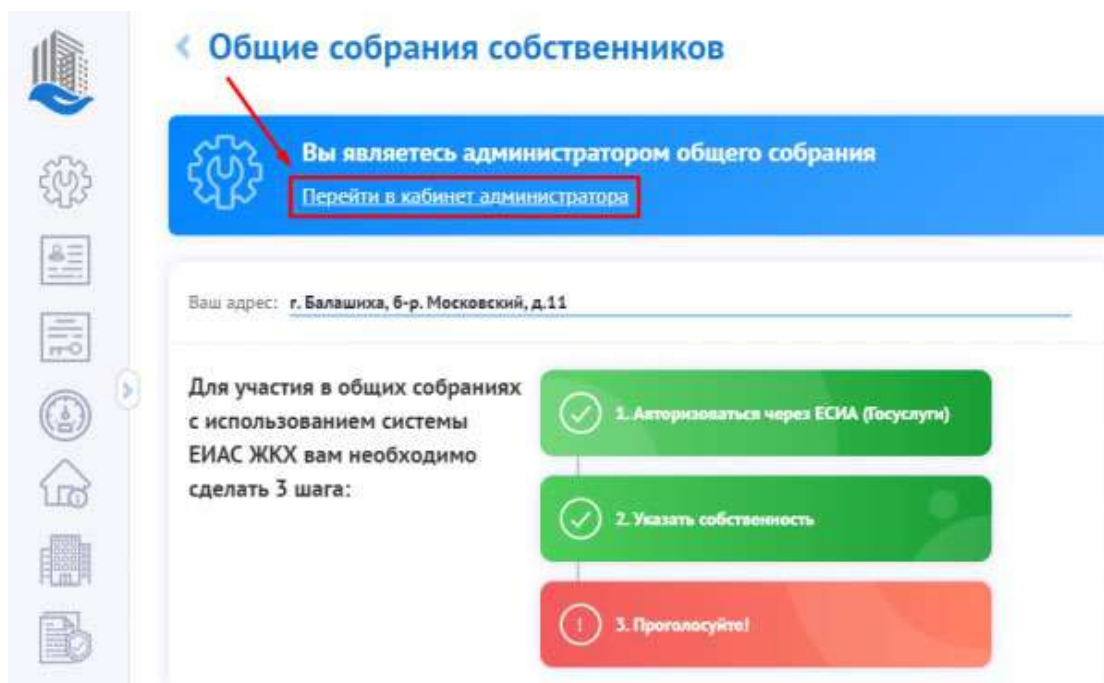 Общие собрания собственников
Вы являетесь администратором общего собрания
Перейти в кабинет администратора
Ваш адрес: г. Балашиха, б-р. Московский, д.11
Для участия в общих собраниях
с использованием системы
ЕИАС ЖКХ вам необходимо
сделать 3 шага:
1. Авторизоваться через ЕСИА (Госуслуги)
2. Указать собственность
3. Проголосуйте!